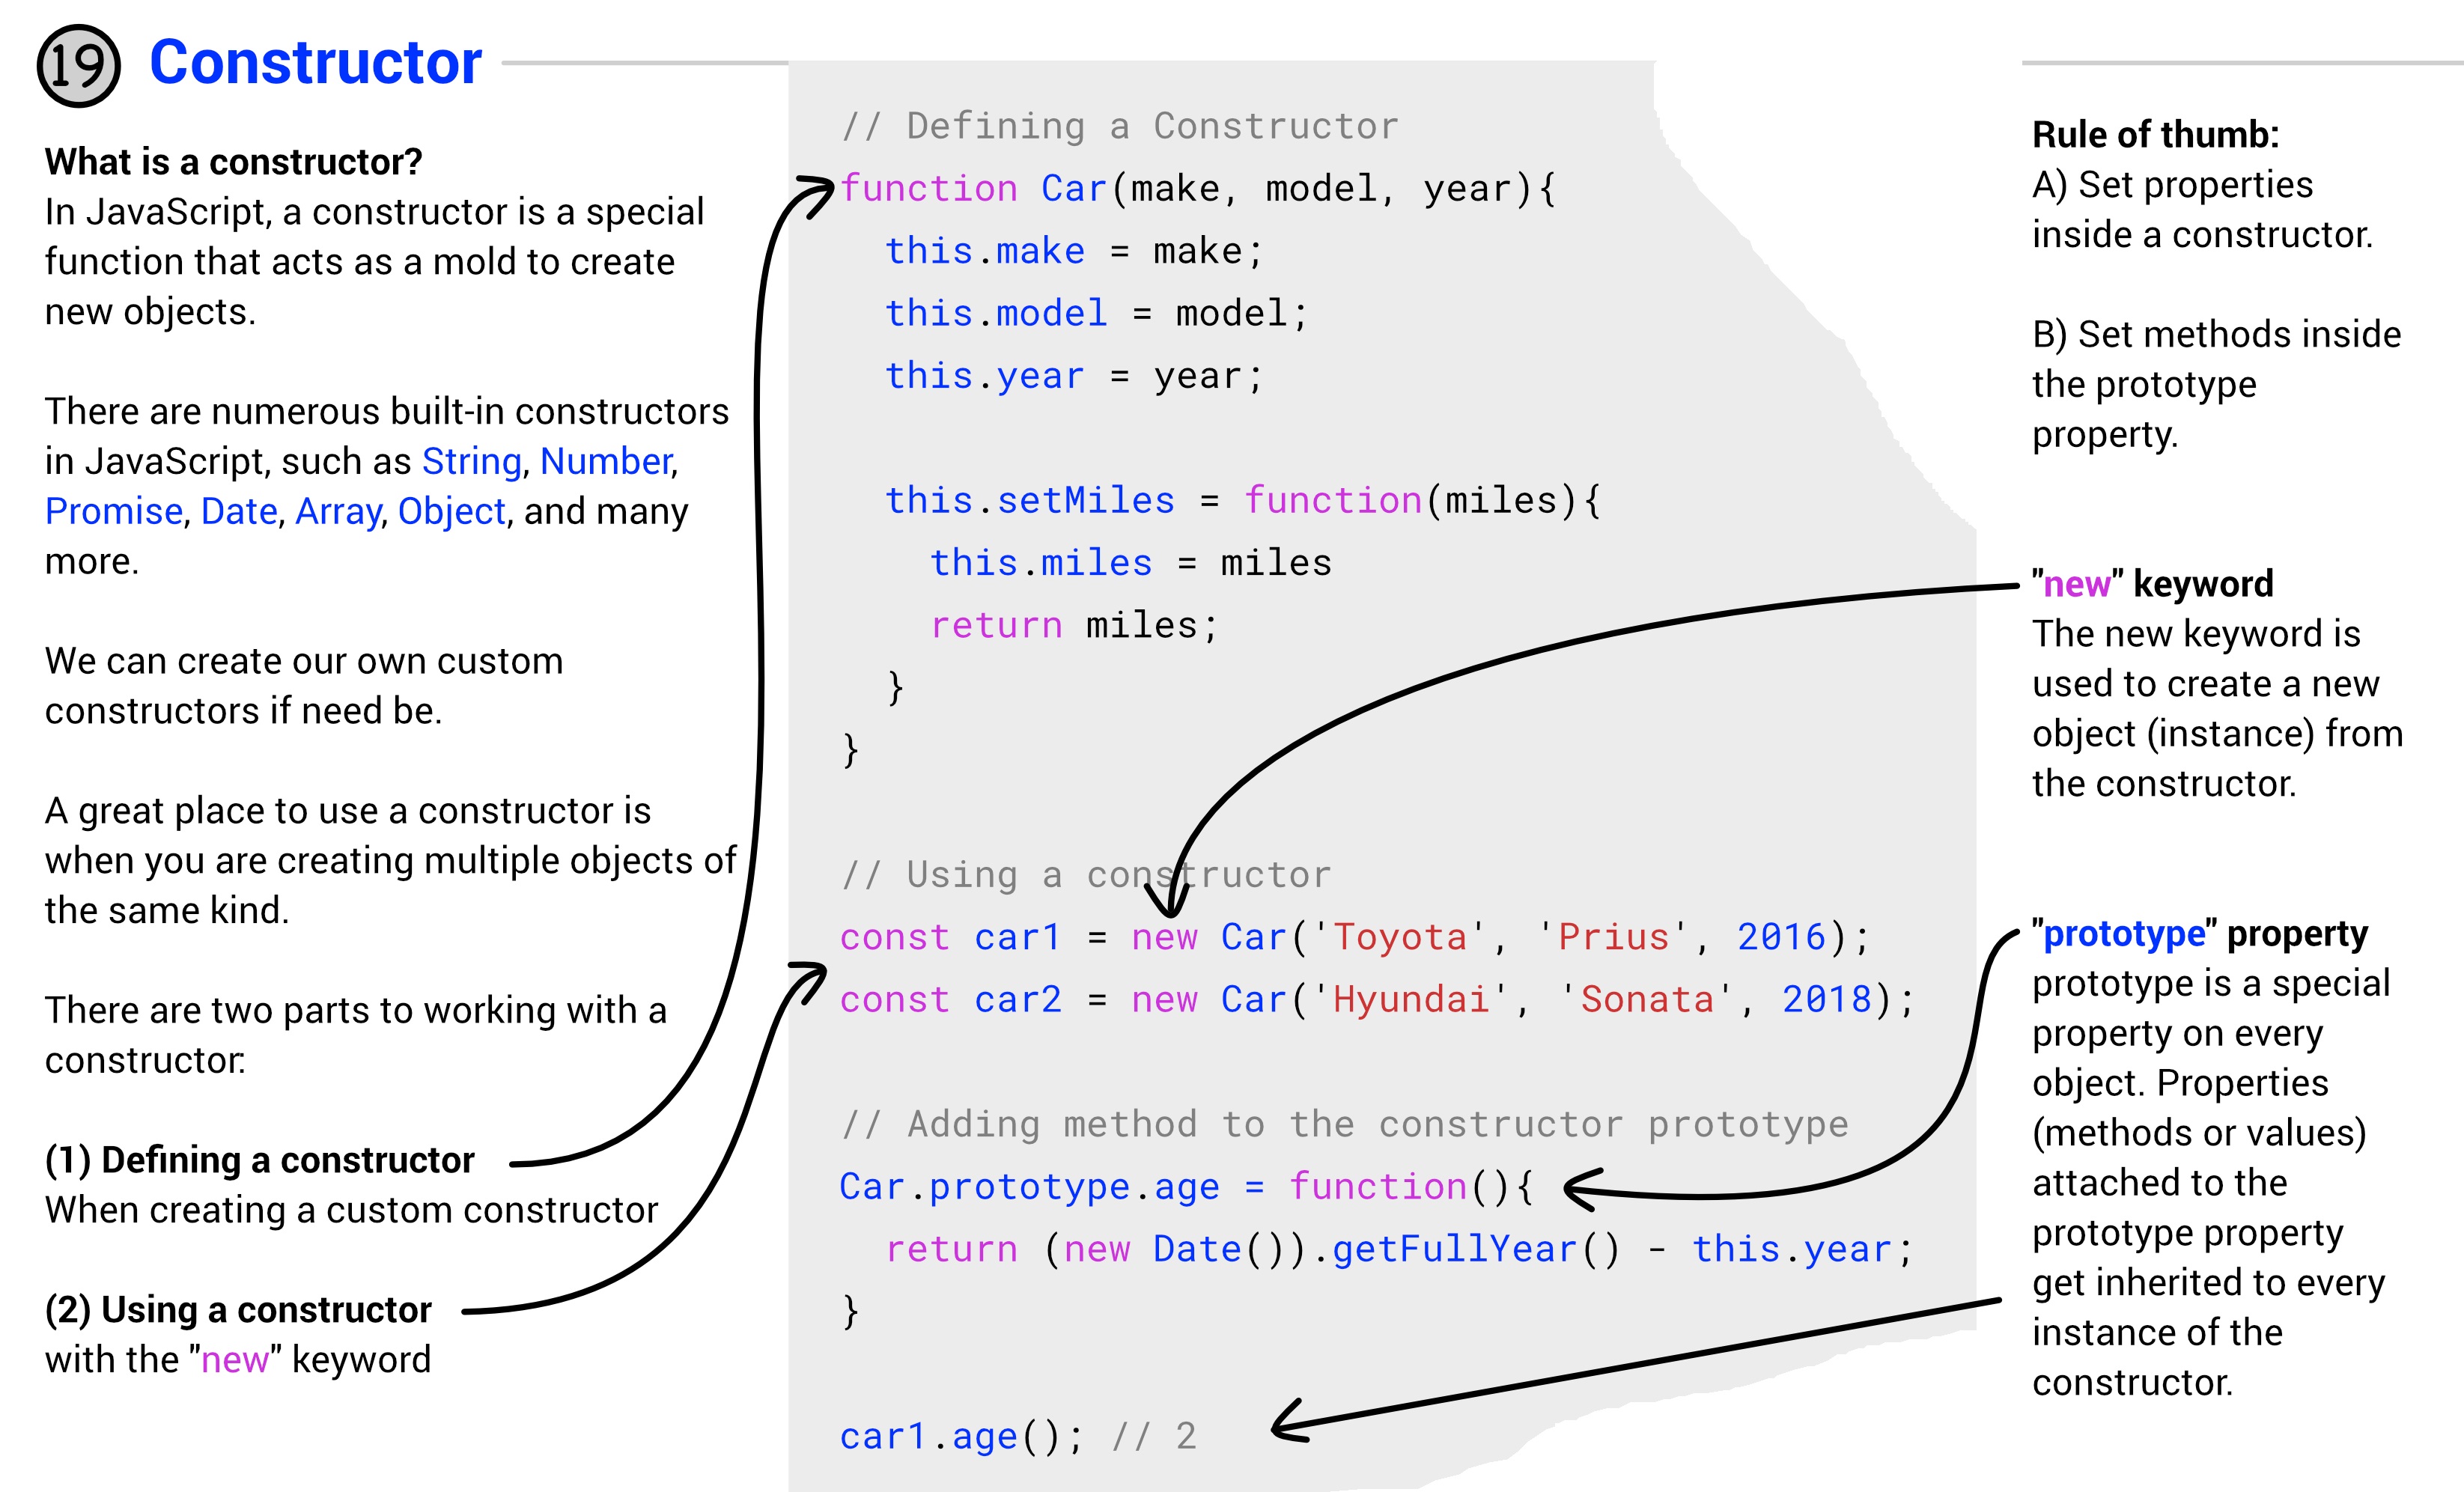 19 Constructor
What is a constructor?
In JavaScript, a constructor is a special
function that acts as a mold to create
new objects.
There are numerous built-in constructors
in JavaScript, such as String, Number,
Promise, Date, Array, Object, and many
more.
We can create our own custom
constructors if need be.
A great place to use a constructor is
when you are creating multiple objects of
the same kind.
There are two parts to working with a
constructor:
(1) Defining a constructor
When creating a custom constructor
(2) Using a constructor
with the "new" keyword
// Defining a Constructor
function Car(make, model, year){
  this.make = make;
  this.model = model;
  this.year = year;
  this.setMiles = function(miles){
    this.miles = miles
    return miles;
  }
}
// Using a constructor
const car1 = new Car('Toyota', 'Prius', 2016);
const car2 = new Car('Hyundai', 'Sonata', 2018);
// Adding method to the constructor prototype
Car.prototype.age = function(){
  return (new Date()).getFullYear() - this.year;
}
car1.age(); // 2
Rule of thumb:
A) Set properties
inside a constructor.
B) Set methods inside
the prototype
property.
"new" keyword
The new keyword is
used to create a new
object (instance) from
the constructor.
"prototype" property
prototype is a special
property on every
object. Properties
(methods or values)
attached to the
prototype property
get inherited to every
instance of the
constructor.